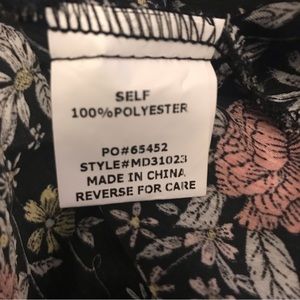 SELF
100%POLYESTER
PO#65452
STYLE#MD31023
MADE IN CHINA
REVERSE FOR CARE